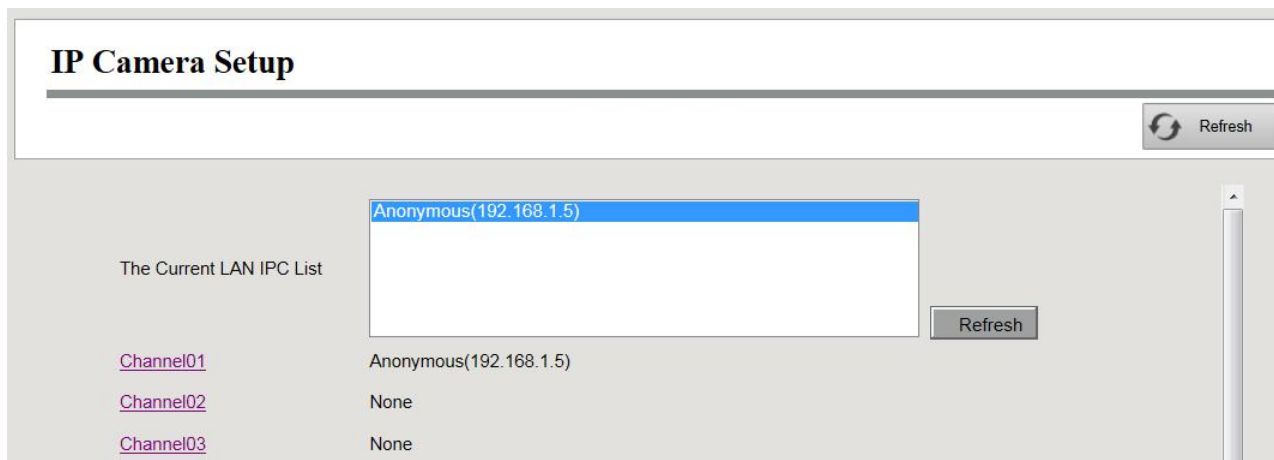 IP Camera Setup
Refresh
Anonymous(192.168.1.5)
The Current LAN IPC List
Refresh
Channel01 Anonymous(192.168.1.5)
Channel02 None
Channel03 None